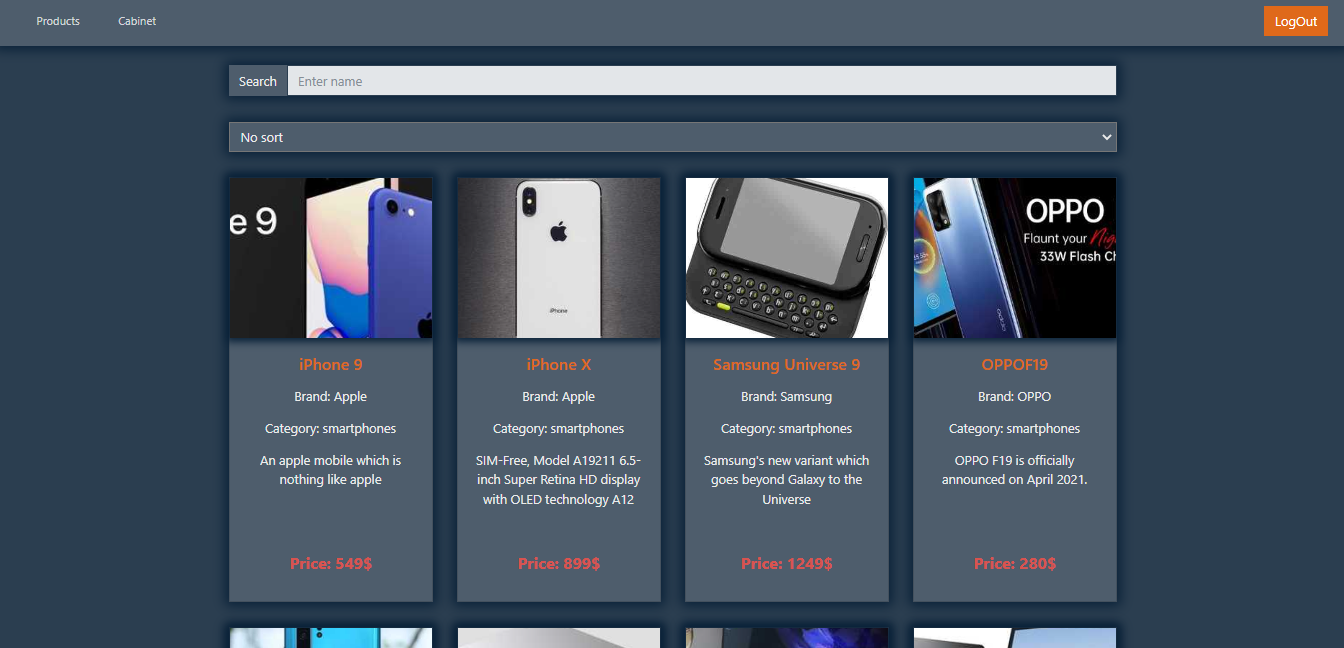 Products Cabinet LogOut
Search Enter name
No sort
e 9
iPhone
OPPO
Flaunt your
33W Flash Ch
iPhone 9
Brand: Apple
Category: smartphones
An apple mobile which is
nothing like apple
Price: 549$
iPhone X
Brand: Apple
Category: smartphones
SIM-Free, Model A19211 6.5-
inch Super Retina HD display
with OLED technology A12
Price: 899$
Samsung Universe 9
Brand: Samsung
Category: smartphones
Samsung's new variant which
goes beyond Galaxy to the
Universe
Price: 1249$
OPPOF19
Brand: OPPO
Category: smartphones
OPPO F19 is officially
announced on April 2021.
Price: 280$